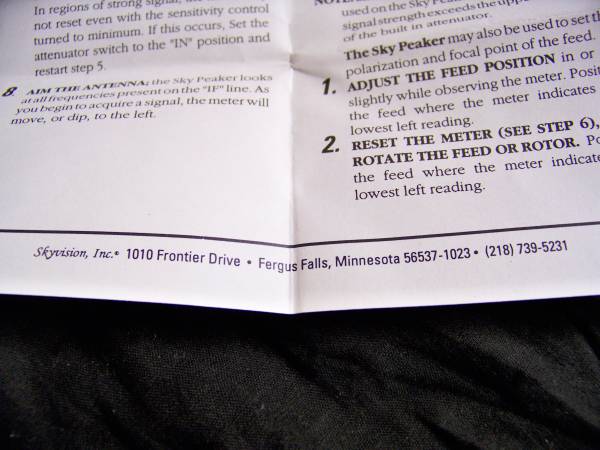 In regions of strong signal, the
not reset even with the sensitivity control
turned to minimum. If this occurs, Set the
attenuator switch to the "IN" position and
restart step 5.
8 AIM THE ANTENNA; the Sky Peaker looks
at all frequencies present on the "IF" line. As
you begin to acquire a signal, the meter will
move, or dip, to the left.
used on the Sky
signal strength exceeds the
of the built in attenuator.
The Sky Peaker may also be used to set th
polarization and focal point of the feed.
1. ADJUST THE FEED POSITION in or
slightly while observing the meter. Posit
the feed where the meter indicates
lowest left reading.
2. RESET THE METER (SEE STEP 6),
ROTATE THE FEED OR ROTOR. Po
the feed where the meter indicate
lowest left reading.
Skyvision, Inc.® 1010 Frontier Drive • Fergus Falls, Minnesota 56537-1023 • (218) 739-5231